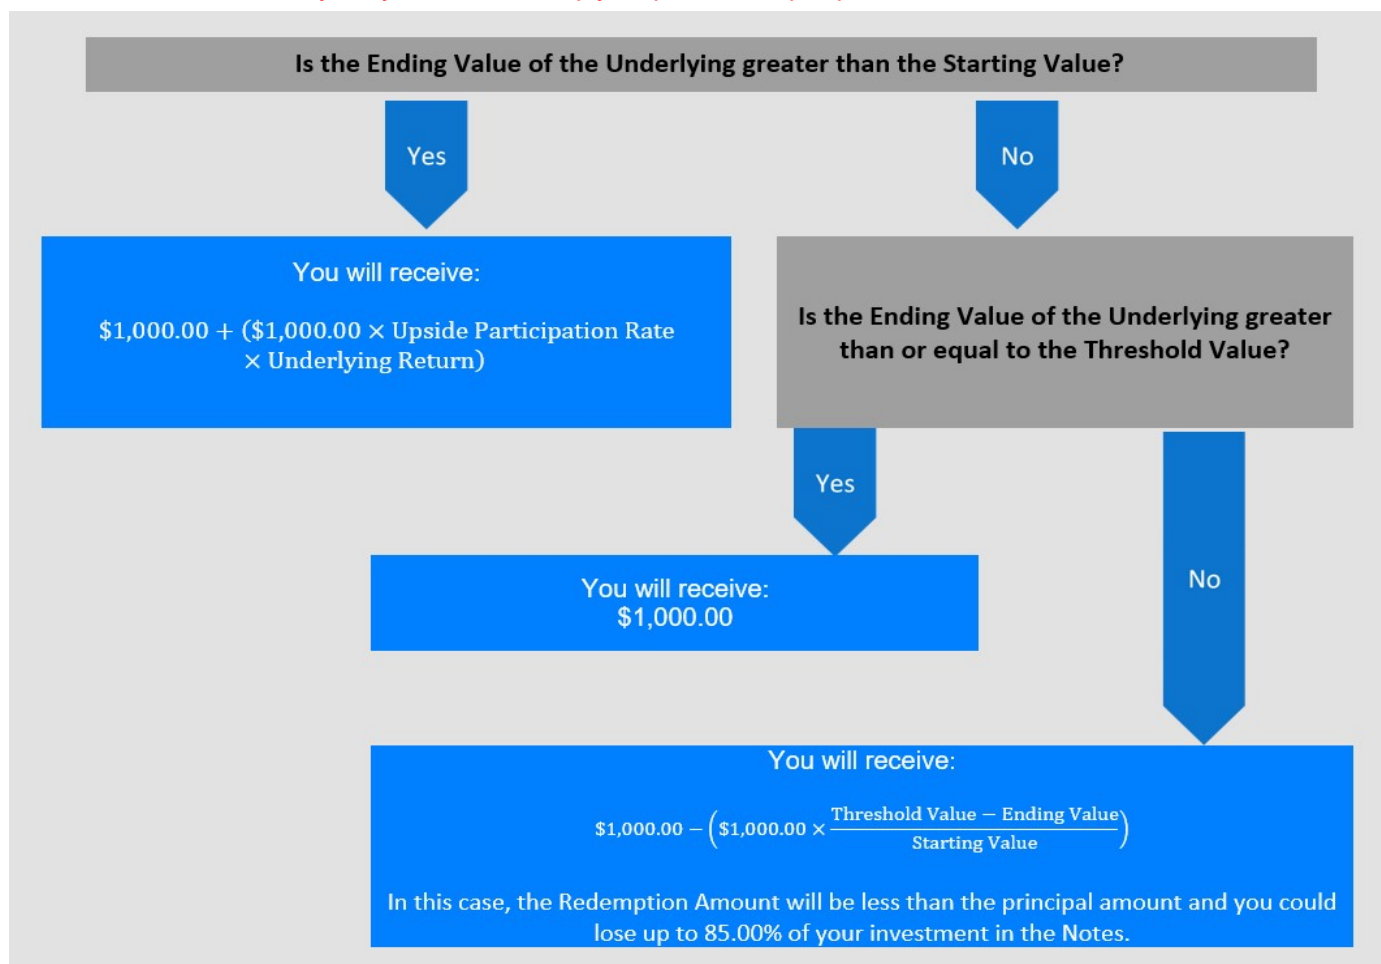 Is the Ending Value of the Underlying greater than the Starting Value?
Yes
No
You will receive:
$1,000.00 + ($1,000.00 × Upside Participation Rate
× Underlying Return)
Is the Ending Value of the Underlying greater
than or equal to the Threshold Value?
Yes
No
You will receive:
$1,000.00
You will receive:
$1,000.00 − ($1,000.00 × Threshold Value − Ending Value
Starting Value)
In this case, the Redemption Amount will be less than the principal amount and you could
lose up to 85.00% of your investment in the Notes.